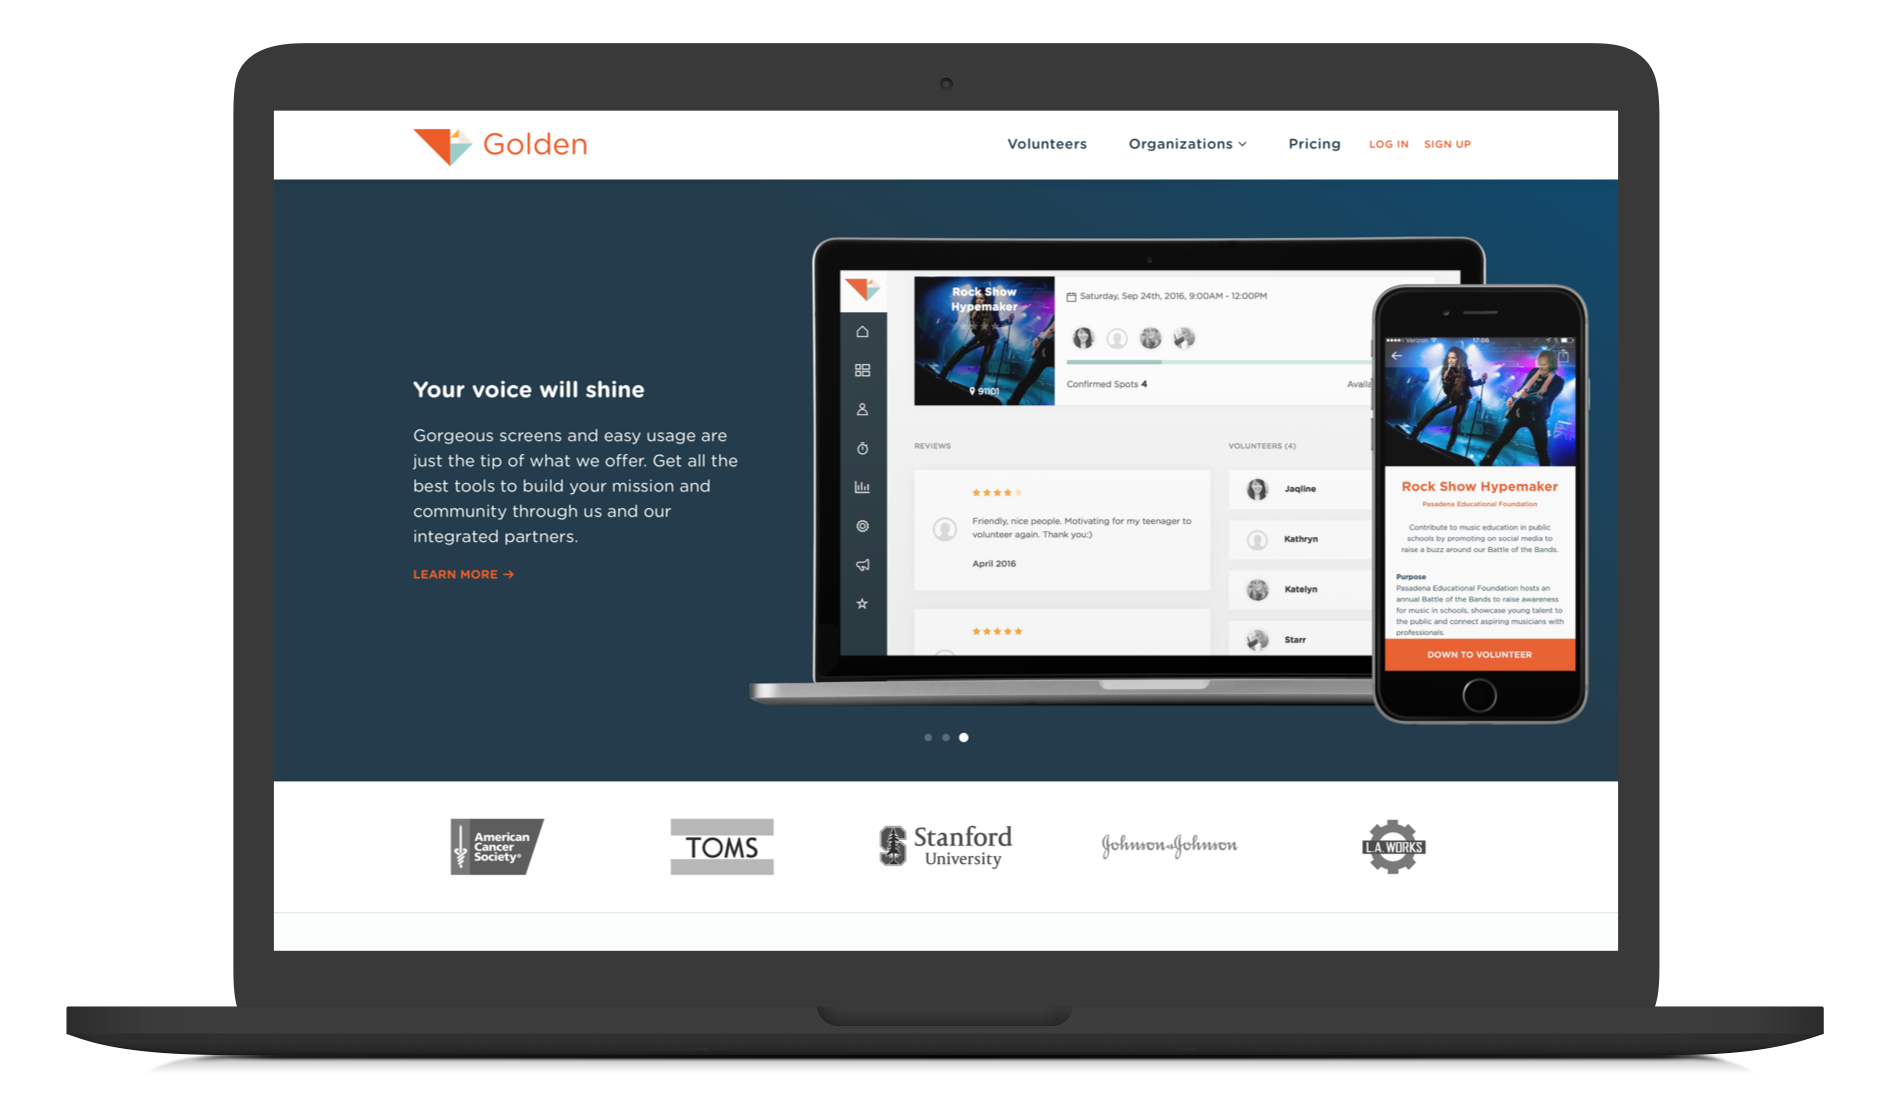 Golden
Volunteers
Organizations
Pricing
LOG IN
SIGN UP
Your voice will shine
Gorgeous screens and easy usage are
just the tip of what we offer. Get all the
best tools to build your mission and
community through us and our
integrated partners.
LEARN MORE →
Rock Show
Hypemaker
91101
Saturday, Sep 24th, 2016, 9:00AM - 12:00PM
Confirmed Spots 4
REVIEWS
Friendly, nice people. Motivating for my teenager to
volunteer again. Thank you:)
April 2016
VOLUNTEERS (4)
Jaqline
Kathryn
Katelyn
Starr
Verizon
17:06
Rock Show Hypemaker
Pasadena Educational Foundation
Contribute to music education in public
schools by promoting on social media to
raise a buzz around our Battle of the Bands.
Purpose
Pasadena Educational Foundation hosts an
annual Battle of the Bands to raise awareness
for music in schools, showcase young talent to
the public and connect aspiring musicians with
professionals.
DOWN TO VOLUNTEER
American
Cancer
Society®
TOMS
Stanford
University
Johnson&Johnson
L.A. WORKS